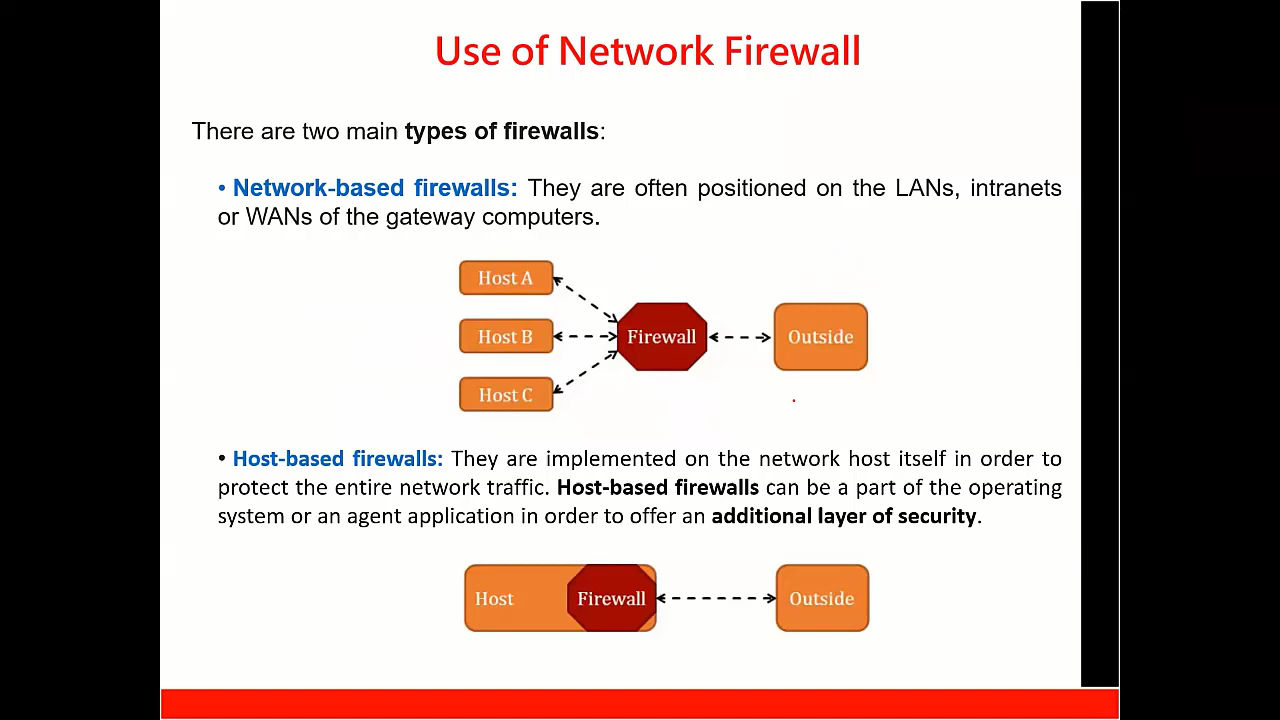 Use of Network Firewall
There are two main types of firewalls:
• Network-based firewalls: They are often positioned on the LANs, intranets
or WANs of the gateway computers.
Host A
Host B
Host C
Firewall
Outside
• Host-based firewalls: They are implemented on the network host itself in order to
protect the entire network traffic. Host-based firewalls can be a part of the operating
system or an agent application in order to offer an additional layer of security.
Host
Firewall
Outside